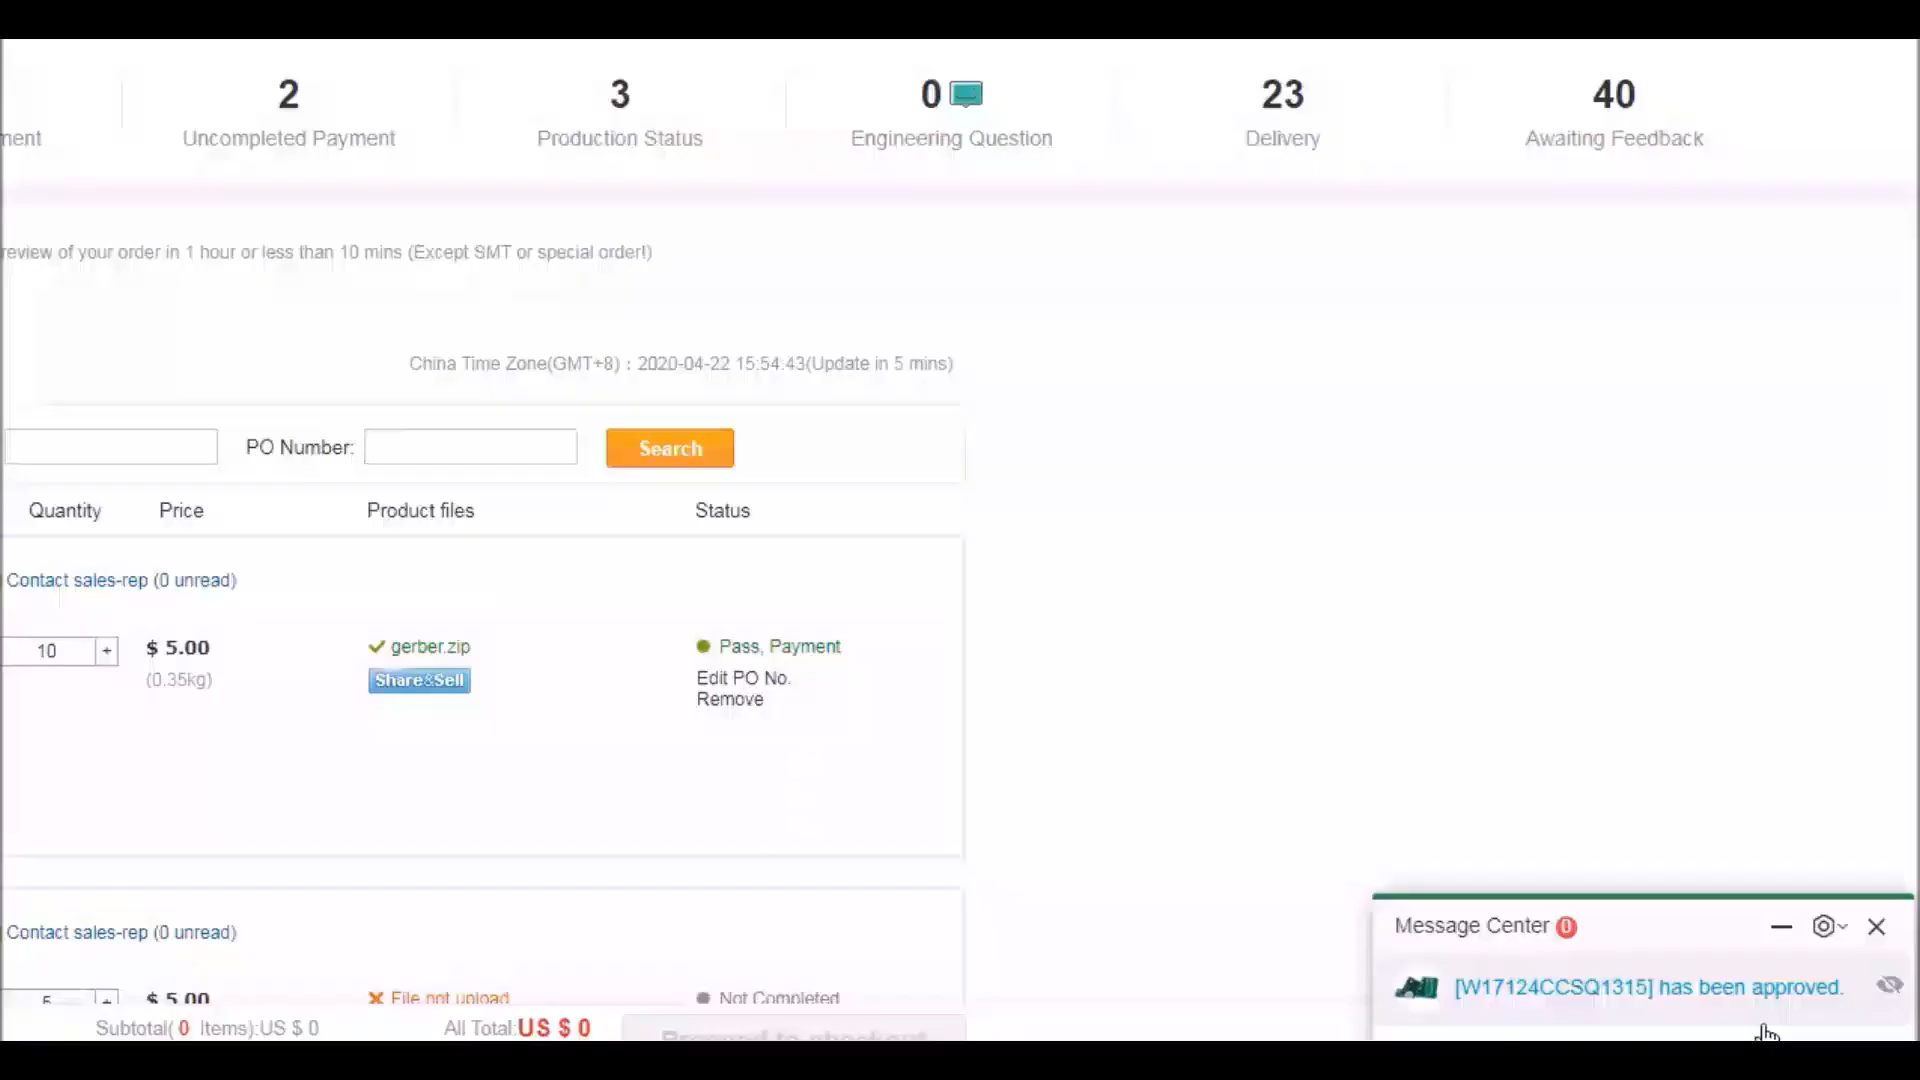 2 3 0 23 40
ment Uncompleted Payment Production Status Engineering Question Delivery Awaiting Feedback
review of your order in 1 hour or less than 10 mins (Except SMT or special order!)
China Time Zone(GMT+8) : 2020-04-22 15:54:43(Update in 5 mins)
PO Number: Search
Quantity Price Product files Status
Contact sales-rep (0 unread)
10 + $ 5.00 gerber.zip Pass, Payment
(0.35kg) Share&Sell Edit PO No.
Remove
Contact sales-rep (0 unread)
5 + $ 5.00 File not upload Not Completed
Subtotal( 0 Items):US $ 0 All Total:US $ 0 Proceed to checkout
Message Center 0
[W17124CCSQ1315] has been approved.